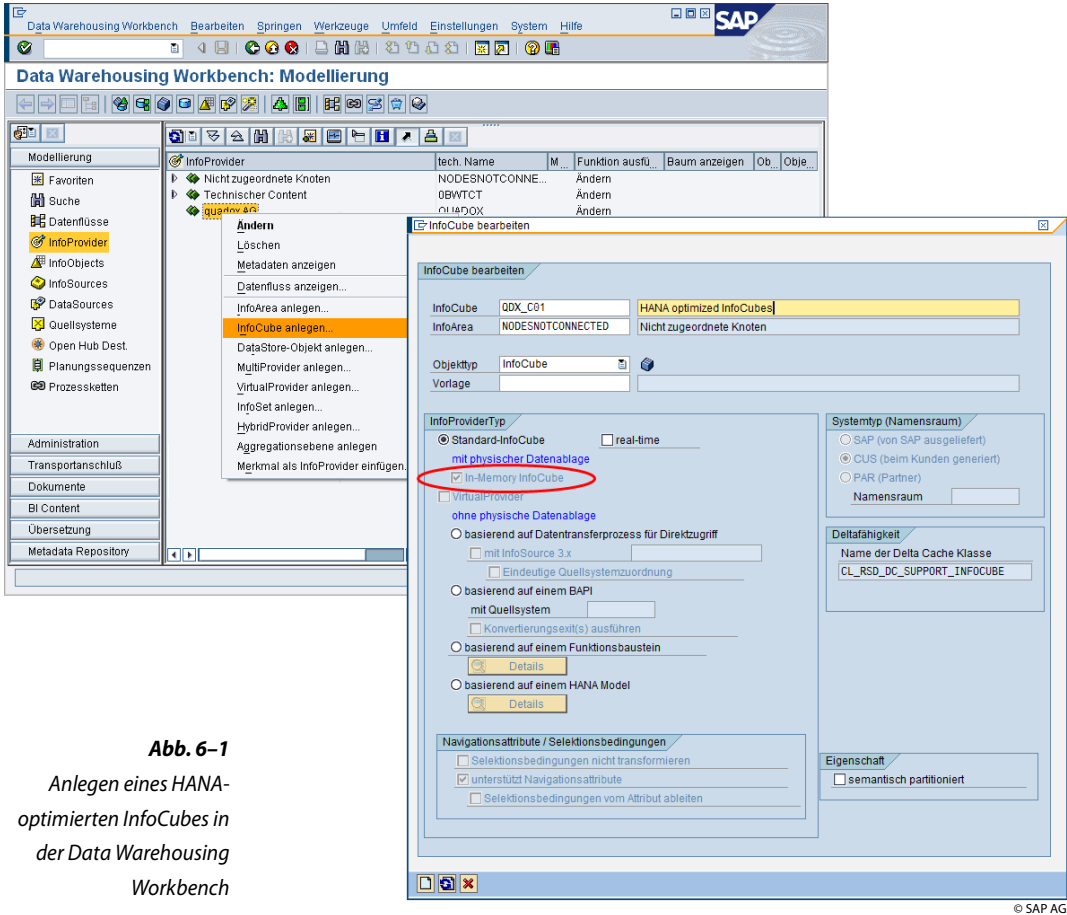 Data Warehousing Workbench Bearbeiten Springen Werkzeuge Umfeld Einstellungen System Hilfe
SAP
Data Warehousing Workbench: Modellierung
Modellierung
Favoriten
Suche
Datenflüsse
InfoProvider
InfoObjects
InfoSources
DataSources
Quellsysteme
Open Hub Dest.
Planungssequenzen
Prozessketten
Administration
Transportanschluß
Dokumente
BI Content
Übersetzung
Metadata Repository
InfoProvider tech. Name M... Funktion ausfü... Baum anzeigen Ob... Obje...
Nicht zugeordnete Knoten NODESNOTCONNE... Ändern
Technischer Content 0BWTCT Ändern
quadox AG QUADOX Ändern
Ändern
Löschen
Metadaten anzeigen
Datenfluss anzeigen...
InfoArea anlegen...
InfoCube anlegen...
DataStore-Objekt anlegen...
MultiProvider anlegen...
VirtualProvider anlegen...
InfoSet anlegen...
HybridProvider anlegen...
Aggregationsebene anlegen
Merkmal als InfoProvider einfügen.
InfoCube bearbeiten
InfoCube bearbeiten
InfoCube QDX_C01 HANA optimized InfoCubes
InfoArea NODESNOTCONNECTED Nicht zugeordnete Knoten
Objekttyp InfoCube
Vorlage
InfoProviderTyp
Standard-InfoCube real-time
mit physischer Datenablage
In-Memory InfoCube
VirtualProvider
ohne physische Datenablage
basierend auf Datentransferprozess für Direktzugriff
mit InfoSource 3.x
Eindeutige Quellsystemzuordnung
basierend auf einem BAPI
mit Quellsystem
Konvertierungsexit(s) ausführen
basierend auf einem Funktionsbaustein
Details
basierend auf einem HANA Model
Details
Navigationsattribute / Selektionsbedingungen
Selektionsbedingungen nicht transformieren
unterstützt Navigationsattribute
Selektionsbedingungen vom Attribut ableiten
Systemtyp (Namensraum)
SAP (von SAP ausgeliefert)
CUS (beim Kunden generiert)
PAR (Partner)
Namensraum
Deltafähigkeit
Name der Delta Cache Klasse
CL_RSD_DC_SUPPORT_INFOCUBE
Eigenschaft
semantisch partitioniert
Abb. 6–1
Anlegen eines HANA-
optimierten InfoCubes in
der Data Warehousing
Workbench
© SAP AG